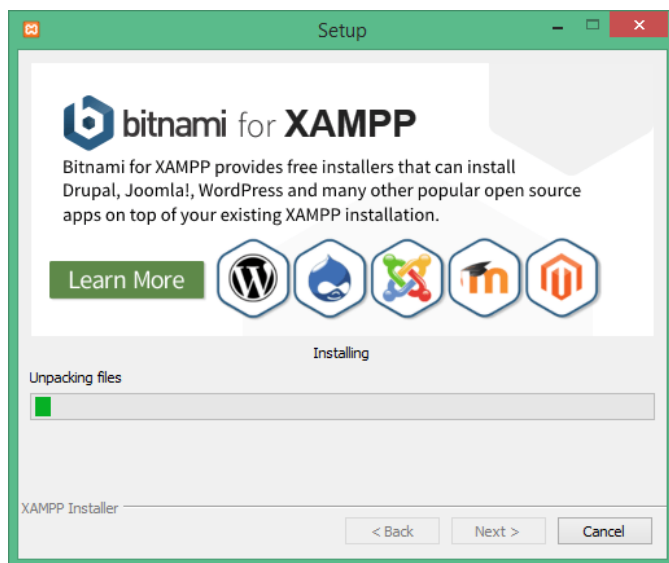 Setup
bitnami for XAMPP
Bitnami for XAMPP provides free installers that can install
Drupal, Joomla!, WordPress and many other popular open source
apps on top of your existing XAMPP installation.
Learn More
Installing
Unpacking files
XAMPP Installer
< Back Next > Cancel